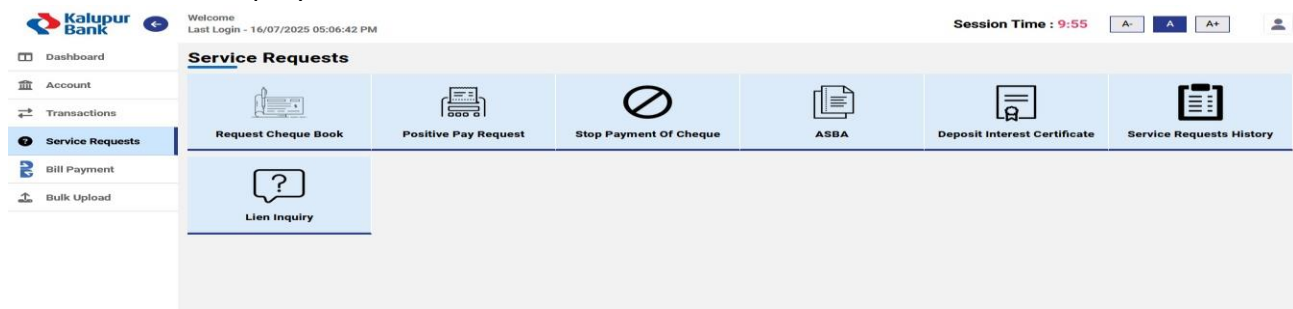 Kalupur
Bank
Welcome
Last Login - 16/07/2025 05:06:42 PM
Session Time : 9:55
A-
A
A+
Dashboard
Account
Transactions
Service Requests
Bill Payment
Bulk Upload
Service Requests
Request Cheque Book
Positive Pay Request
Stop Payment Of Cheque
ASBA
Deposit Interest Certificate
Service Requests History
Lien Inquiry